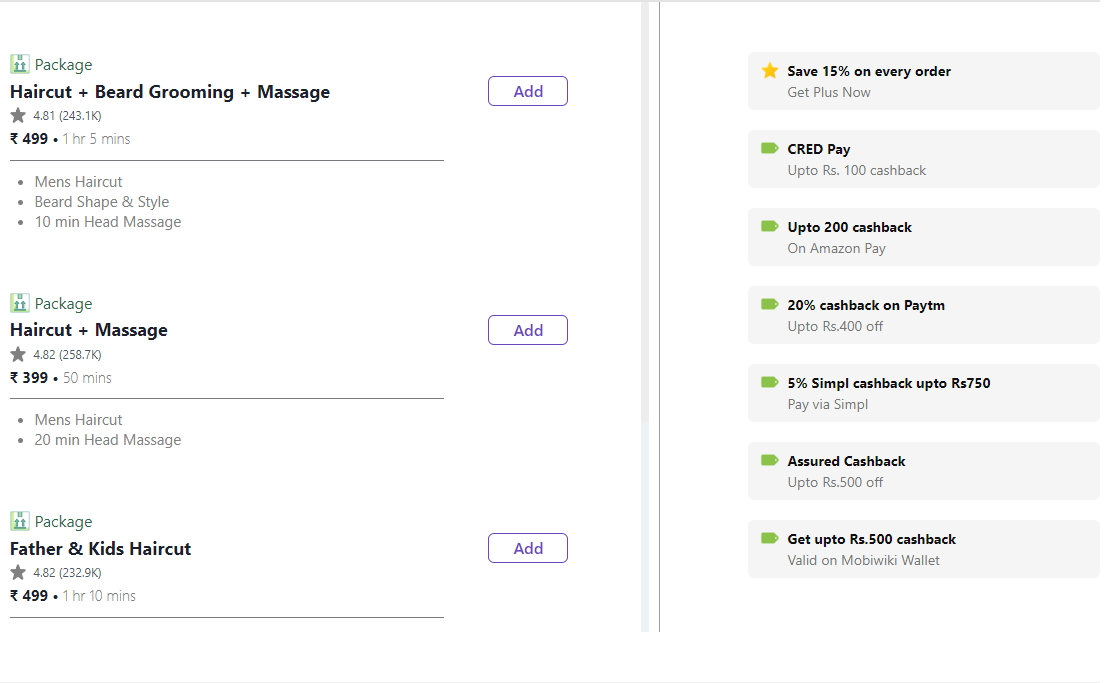 Package
Haircut + Beard Grooming + Massage
Add
4.81 (243.1K)
₹ 499 • 1 hr 5 mins
• Mens Haircut
• Beard Shape & Style
• 10 min Head Massage
Package
Haircut + Massage
Add
4.82 (258.7K)
₹ 399 • 50 mins
• Mens Haircut
• 20 min Head Massage
Package
Father & Kids Haircut
Add
4.82 (232.9K)
₹ 499 • 1 hr 10 mins
Save 15% on every order
Get Plus Now
CRED Pay
Upto Rs. 100 cashback
Upto 200 cashback
On Amazon Pay
20% cashback on Paytm
Upto Rs.400 off
5% Simpl cashback upto Rs750
Pay via Simpl
Assured Cashback
Upto Rs.500 off
Get upto Rs.500 cashback
Valid on Mobiwiki Wallet